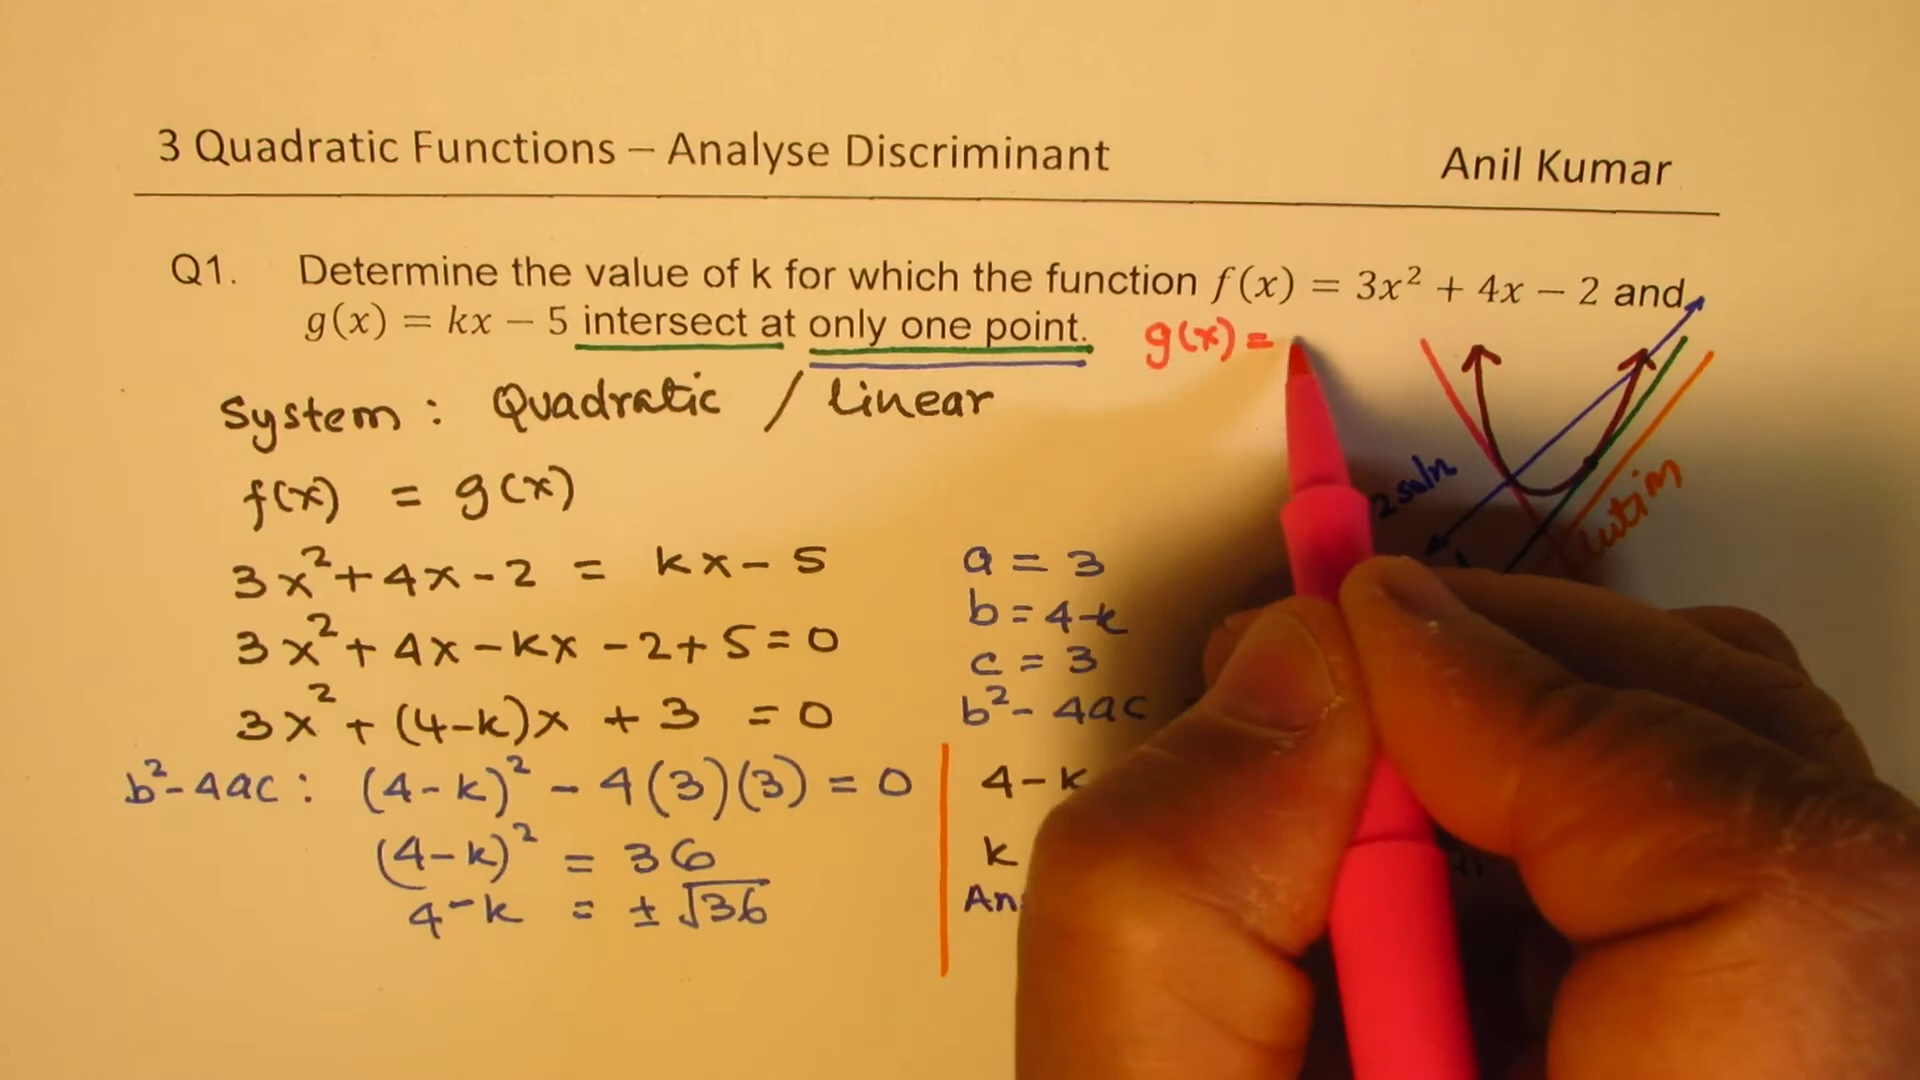 3 Quadratic Functions – Analyse Discriminant Anil Kumar
Q1. Determine the value of k for which the function f(x) = 3x² + 4x − 2 and
g(x) = kx − 5 intersect at only one point. g(x) =
System : Quadratic / linear
f(x) = g(x)
2 soln
3x² + 4x - 2 = kx - 5
3x² + 4x - kx - 2 + 5 = 0
3x² + (4-k)x + 3 = 0
a = 3
b = 4-k
c = 3
b² - 4ac
b² - 4ac : (4-k)² - 4(3)(3) = 0
(4-k)² = 36
4-k = ± √36
4-k
k